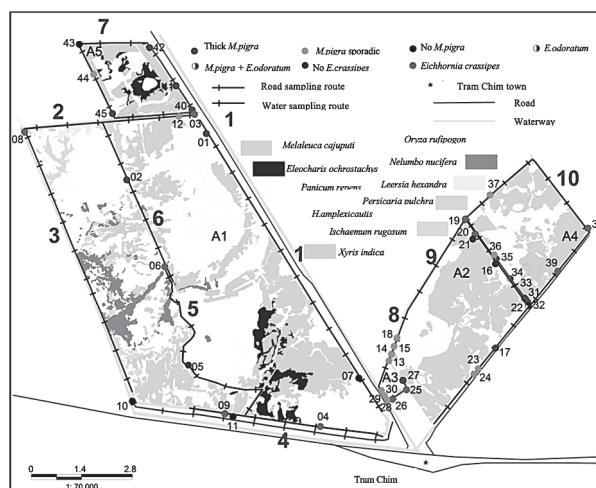 7
43
42
A5
44
41
45
40
03
12
01
Thick M.pigra
M.pigra sporadic
No M.pigra
E.odoratum
M.pigra + E.odoratum
No E.crassipes
Eichhornia crassipes
Road sampling route
Water sampling route
Tram Chim town
Road
Waterway
Melaleuca cajuputi
Eleocharis ochrostachys
Panicum repens
H.amplexicautis
Ischaemum rugosum
Xyris indica
Oryza rufipogon
Nelumbo nucifera
Leersia hexandra
Persicaria pulchra
2
1
08
02
6
A1
3
1
06
5
05
07
10
09
11
4
04
10
37
19
20
21
9
A4
36
35
39
A2
16
34
33
31
22
32
8
18
14
15
13
17
A3
27
23
24
25
30
29
28
26
0
1.4
2.8
1: 70,000
Tram Chim